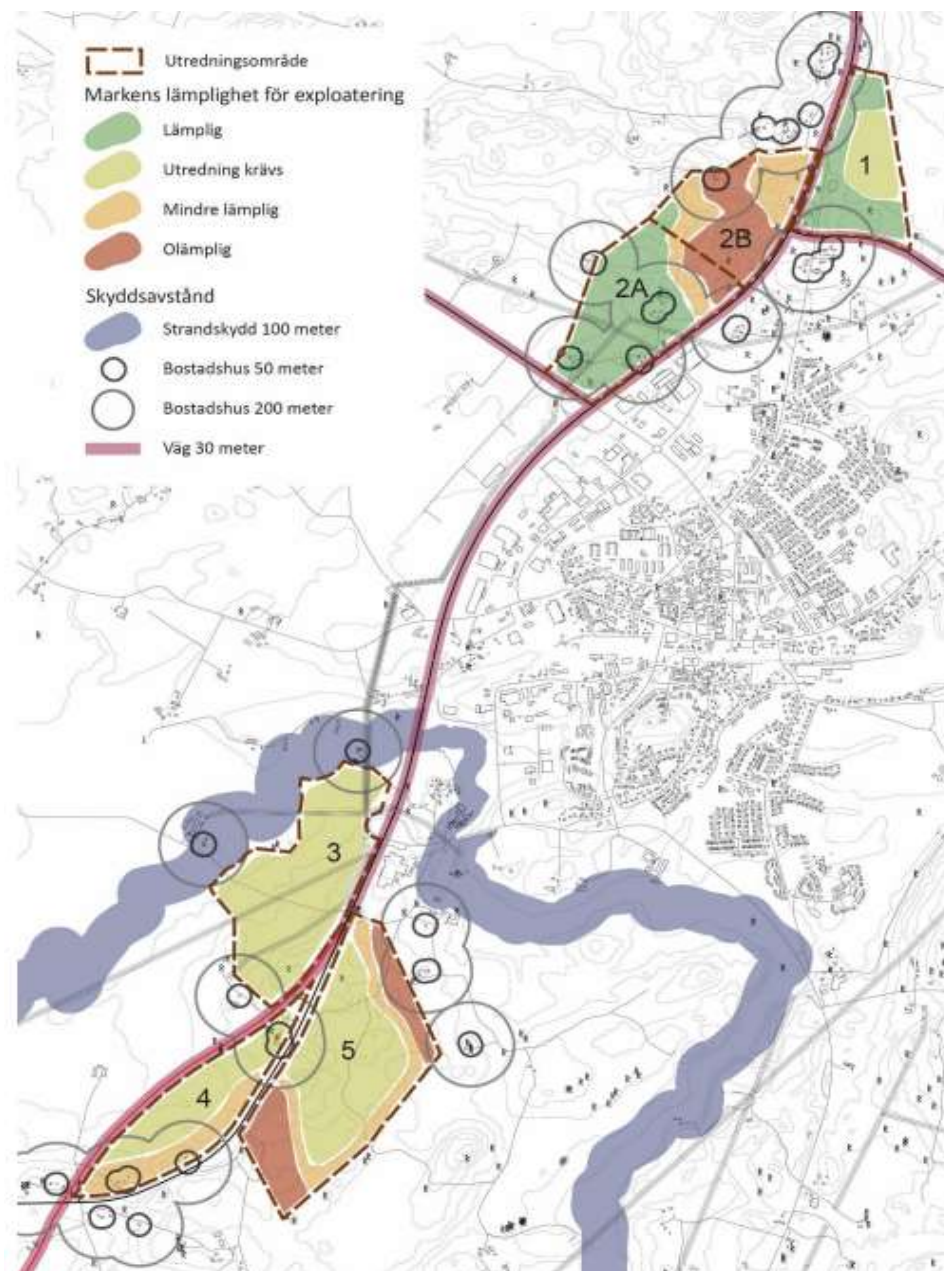 Utredningsområde
Markens lämplighet för exploatering
Lämplig
Utredning krävs
Mindre lämplig
Olämplig
Skyddsavstånd
Strandskydd 100 meter
Bostadshus 50 meter
Bostadshus 200 meter
Väg 30 meter
1
2B
2A
3
5
4